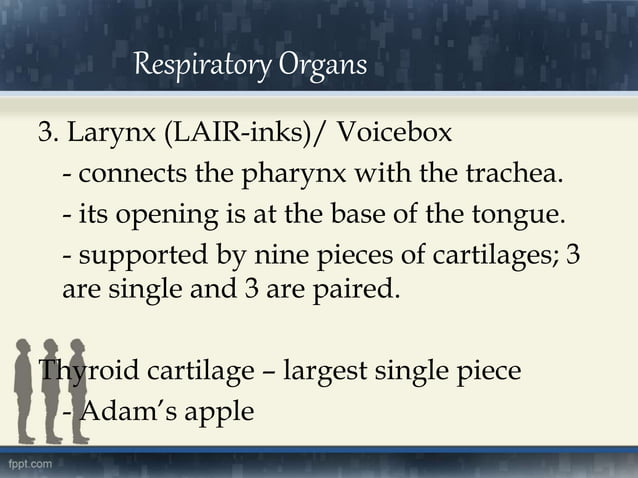 Respiratory Organs
3. Larynx (LAIR-inks)/ Voicebox
- connects the pharynx with the trachea.
- its opening is at the base of the tongue.
- supported by nine pieces of cartilages; 3
are single and 3 are paired.
Thyroid cartilage – largest single piece
- Adam’s apple
fppt.com